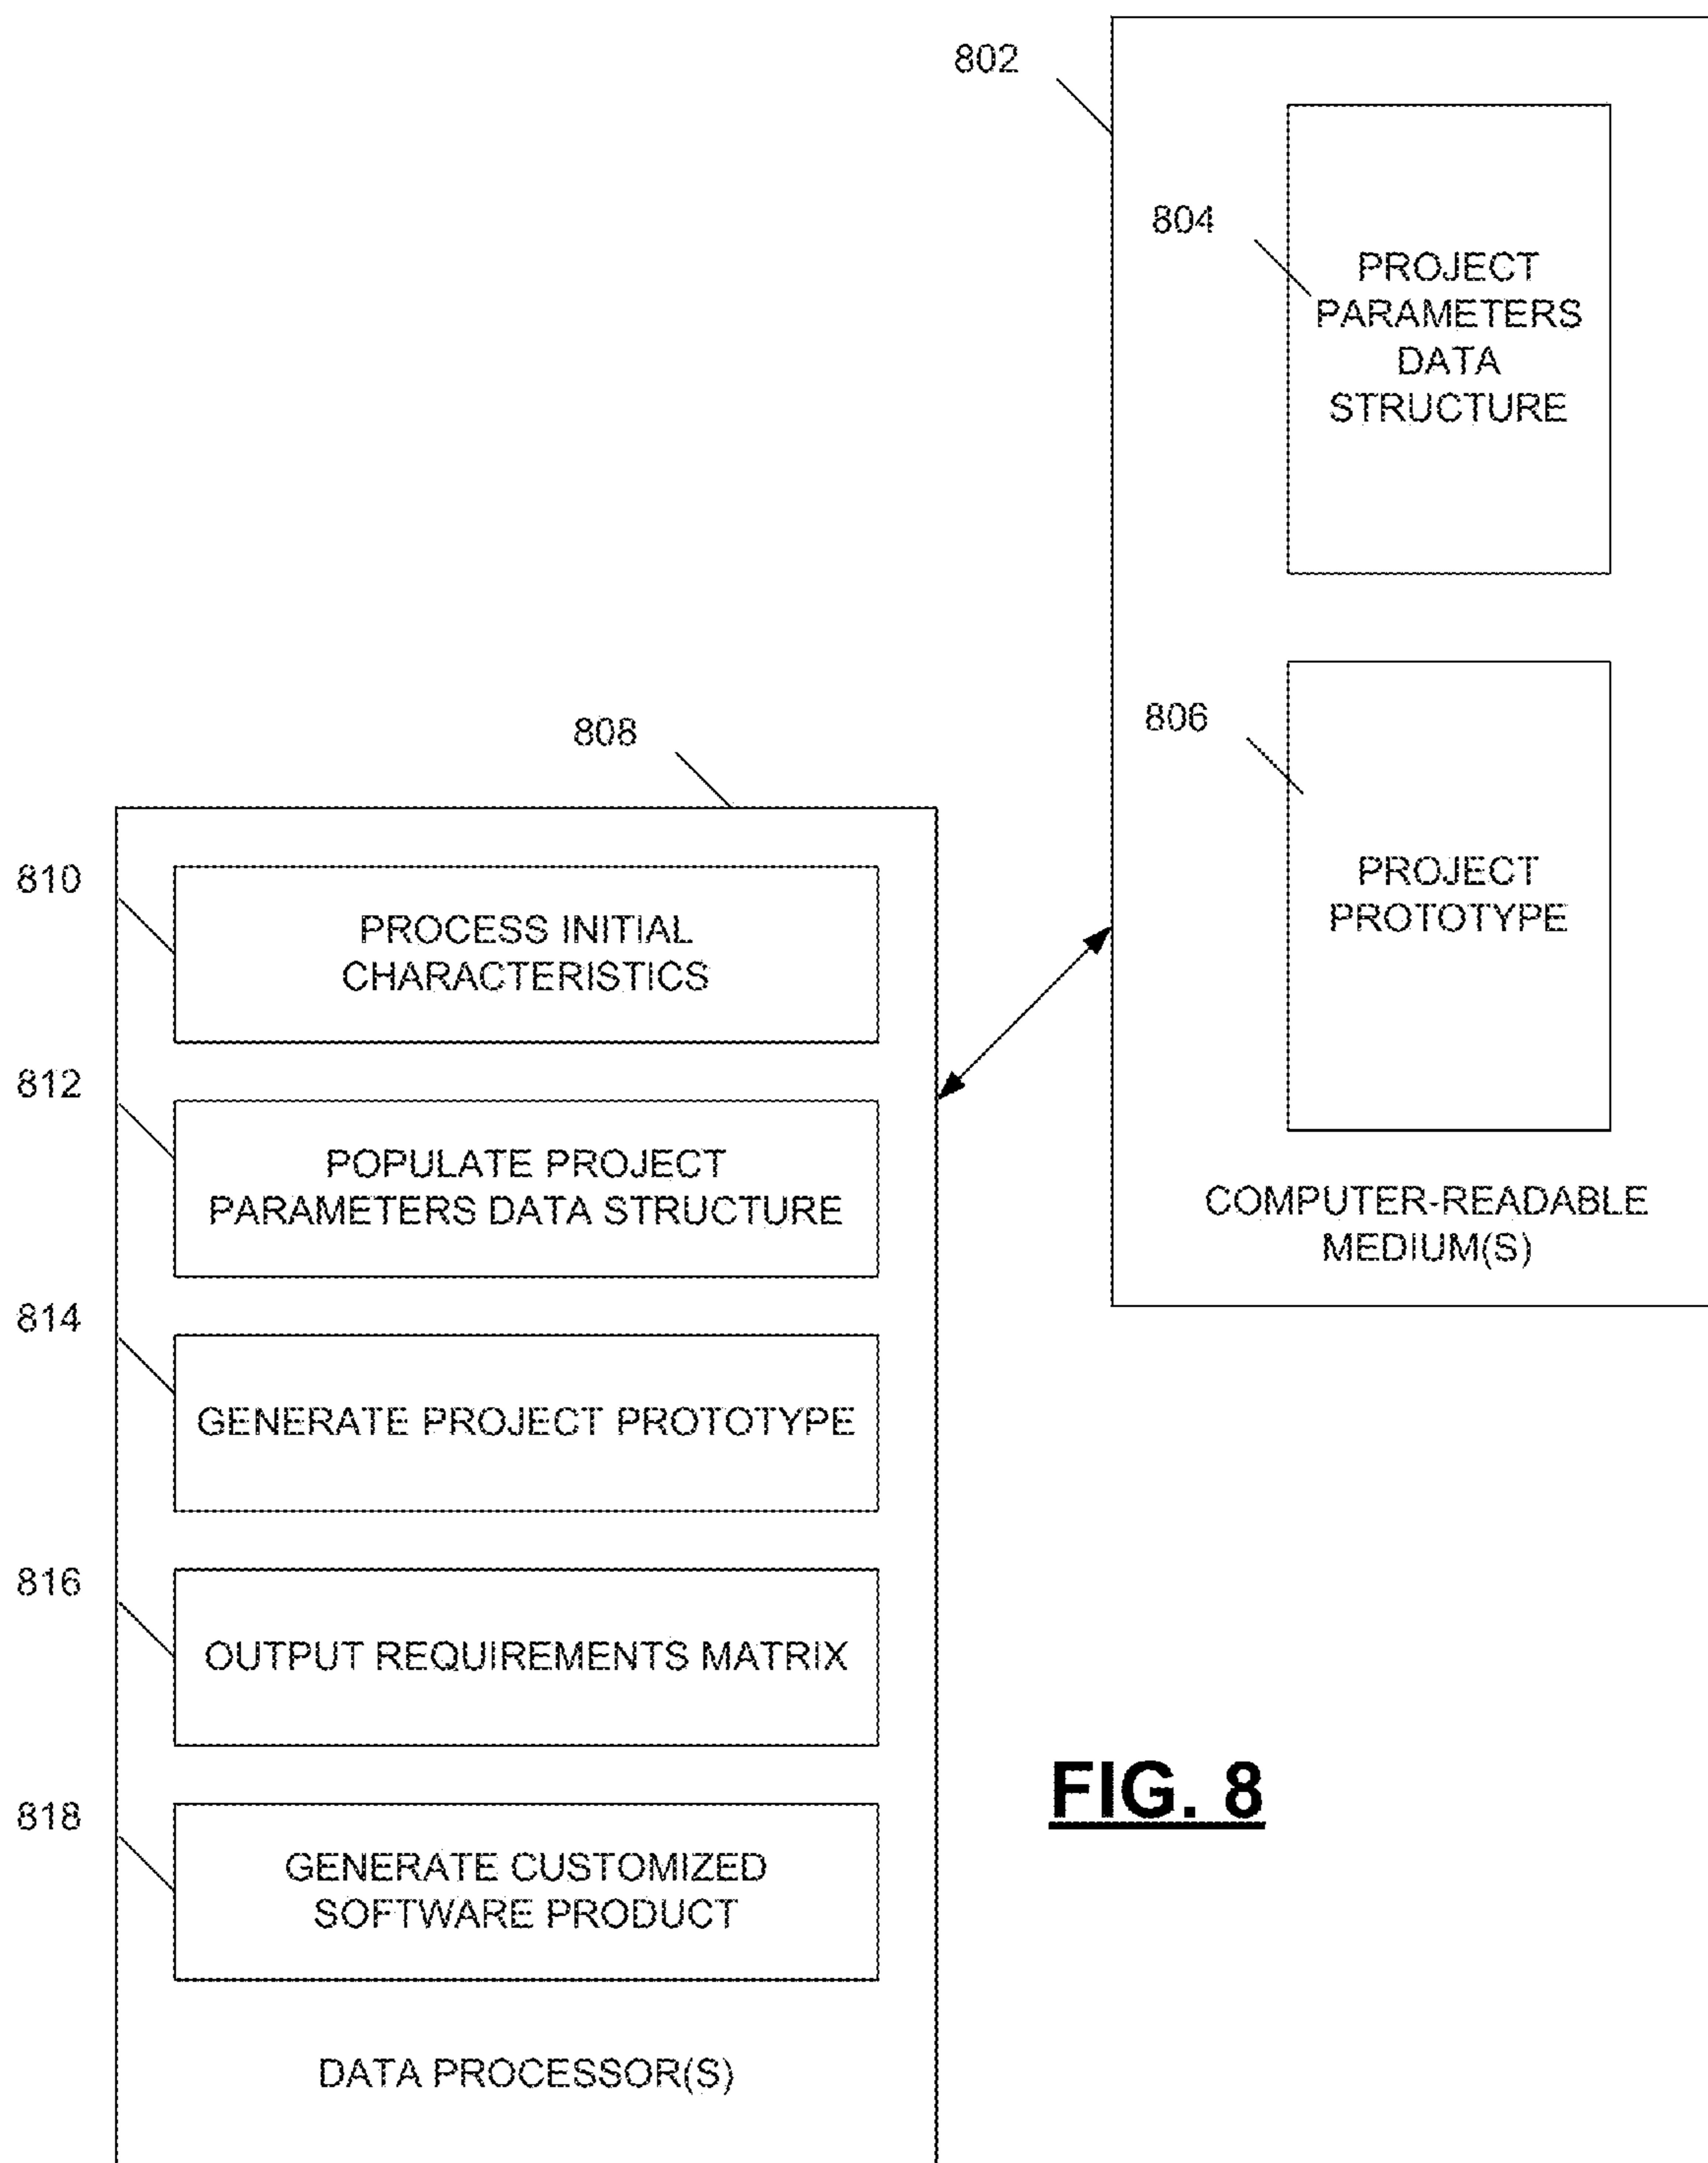 802
804
PROJECT
PARAMETERS
DATA
STRUCTURE
806
PROJECT
PROTOTYPE
COMPUTER-READABLE
MEDIUM(S)
808
810
PROCESS INITIAL
CHARACTERISTICS
812
POPULATE PROJECT
PARAMETERS DATA STRUCTURE
814
GENERATE PROJECT PROTOTYPE
816
OUTPUT REQUIREMENTS MATRIX
818
GENERATE CUSTOMIZED
SOFTWARE PRODUCT
DATA PROCESSOR(S)
FIG. 8